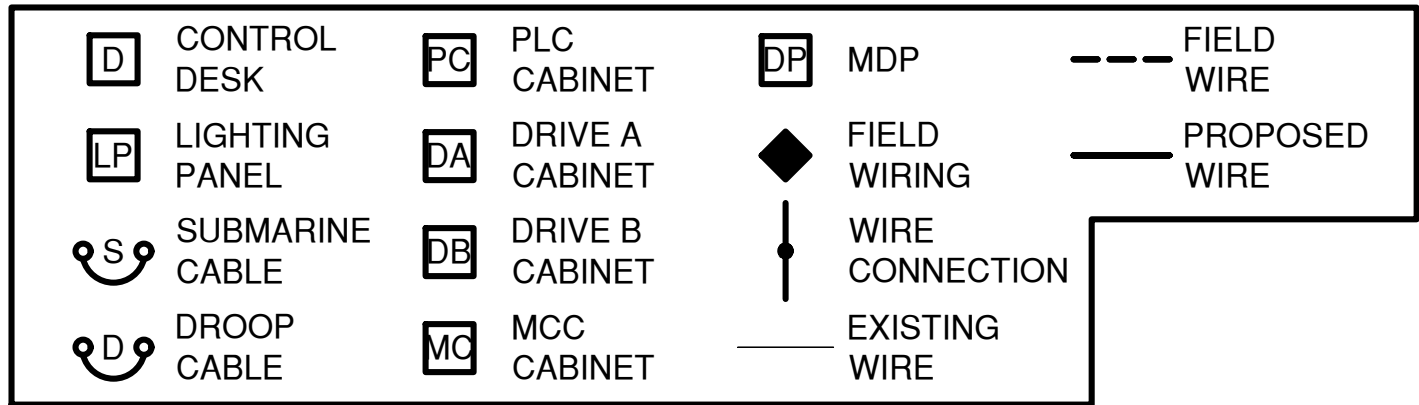 D CONTROL
DESK
LP LIGHTING
PANEL
S SUBMARINE
CABLE
D DROOP
CABLE
PC PLC
CABINET
DA DRIVE A
CABINET
DB DRIVE B
CABINET
MC MCC
CABINET
DP MDP
FIELD
WIRING
WIRE
CONNECTION
EXISTING
WIRE
FIELD
WIRE
PROPOSED
WIRE